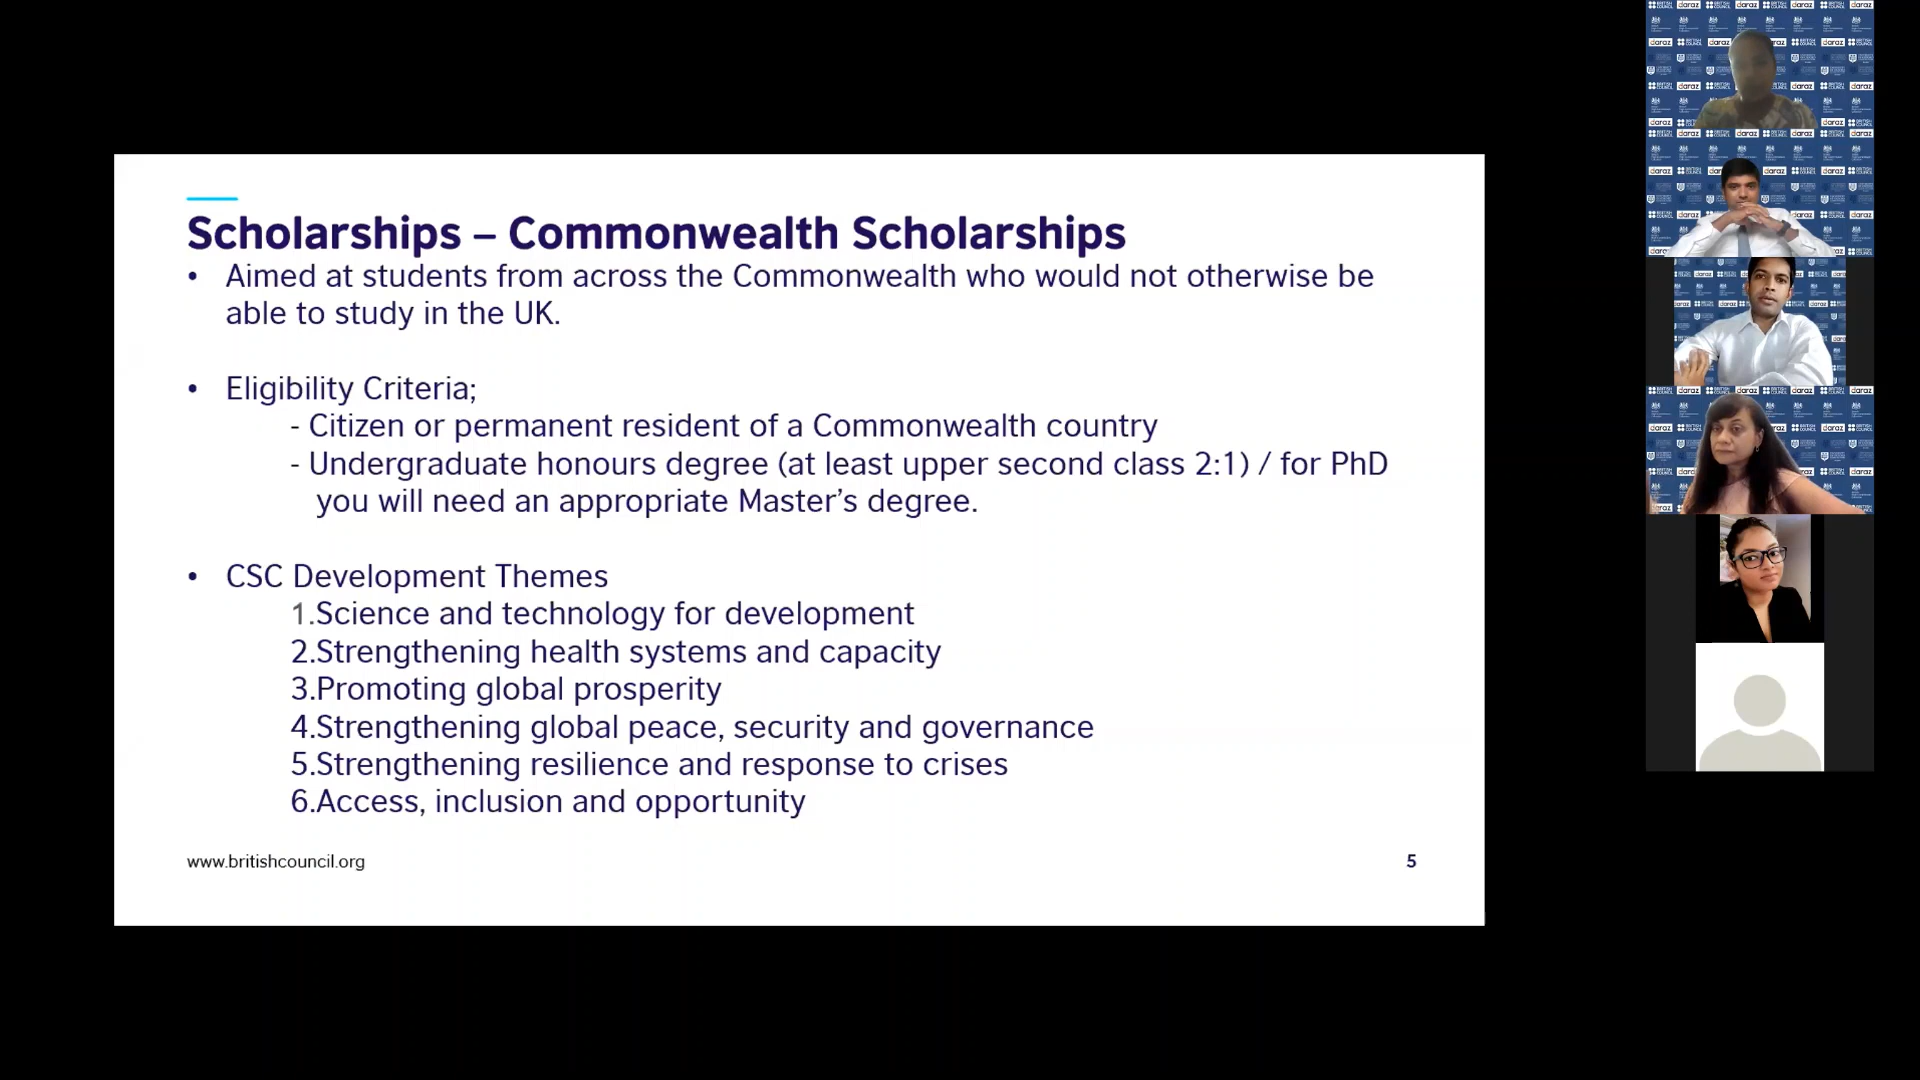 Scholarships – Commonwealth Scholarships
• Aimed at students from across the Commonwealth who would not otherwise be
able to study in the UK.
• Eligibility Criteria;
- Citizen or permanent resident of a Commonwealth country
- Undergraduate honours degree (at least upper second class 2:1) / for PhD
you will need an appropriate Master’s degree.
• CSC Development Themes
1.Science and technology for development
2.Strengthening health systems and capacity
3.Promoting global prosperity
4.Strengthening global peace, security and governance
5.Strengthening resilience and response to crises
6.Access, inclusion and opportunity
www.britishcouncil.org
5